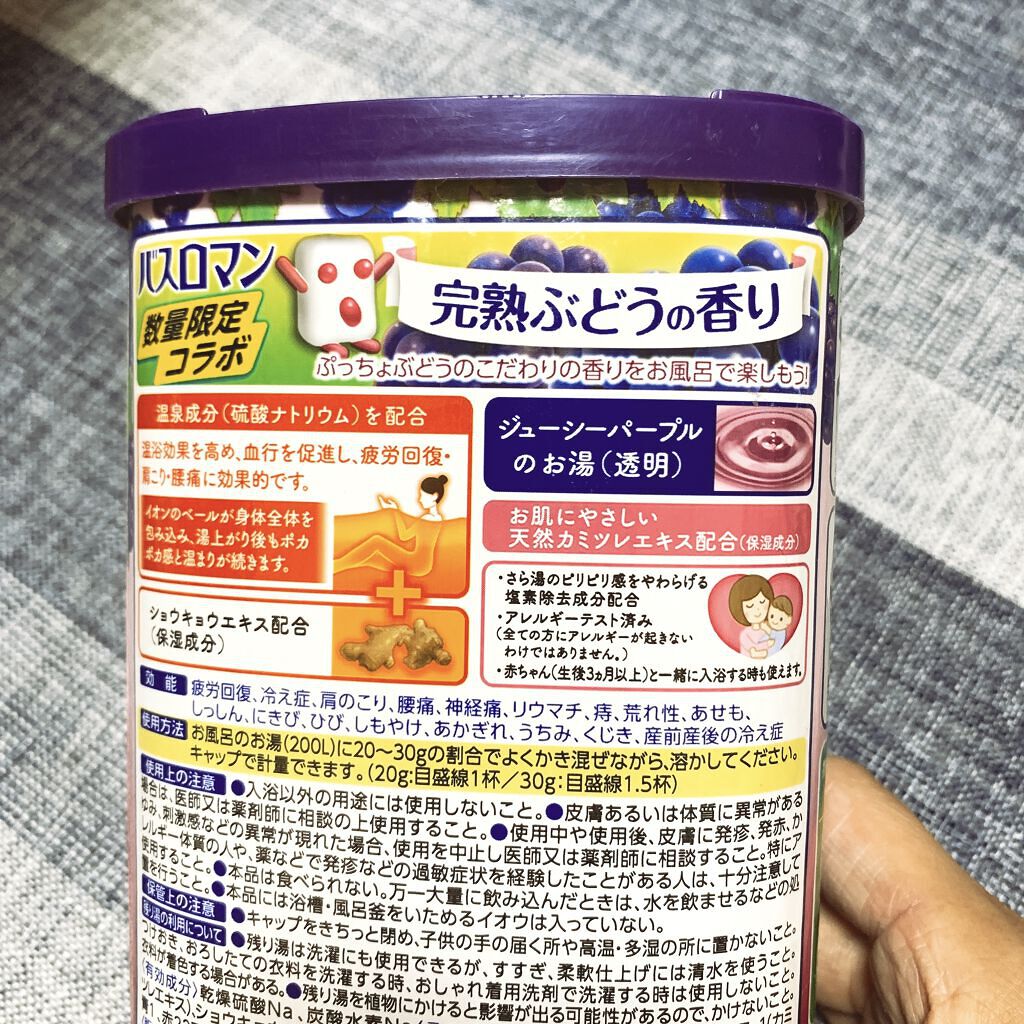 バスロマン
数量限定
コラボ
完熟ぶどうの香り
ぷっちょぶどうのこだわりの香りをお風呂で楽しもう!
温泉成分(硫酸ナトリウム)を配合
温浴効果を高め、血行を促進し、疲労回復・
肩こり・腰痛に効果的です。
イオンのベールが身体全体を
包み込み、湯上がり後もポカ
ポカ感と温まりが続きます。
+
ショウキョウエキス配合
(保湿成分)
ジューシーパープル
のお湯(透明)
お肌にやさしい
天然カミツレエキス配合(保湿成分)
・さら湯のピリピリ感をやわらげる
塩素除去成分配合
・アレルギーテスト済み
(全ての方にアレルギーが起きない
わけではありません。)
・赤ちゃん(生後3ヵ月以上)と一緒に入浴する時も使えます。
効能 疲労回復、冷え症、肩のこり、腰痛、神経痛、リウマチ、痔、荒れ性、あせも、
しっしん、にきび、ひび、しもやけ、あかぎれ、うちみ、くじき、産前産後の冷え症
使用方法 お風呂のお湯(200L)に20~30gの割合でよくかき混ぜながら、溶かしてください。
キャップで計量できます。(20g:目盛線1杯/30g:目盛線1.5杯)
使用上の注意 ●入浴以外の用途には使用しないこと。●皮膚あるいは体質に異常がある
場合は、医師又は薬剤師に相談の上使用すること。●使用中や使用後、皮膚に発疹、発赤、か
ゆみ、刺激感などの異常が現れた場合、使用を中止し医師又は薬剤師に相談すること。特にア
レルギー体質の人や、薬などで発疹などの過敏症状を経験したことがある人は、十分注意して
使用すること。●本品は食べられない。万一大量に飲み込んだときは、水を飲ませるなどの処
置を行うこと。●本品には浴槽・風呂釜をいためるイオウは入っていない。
保管上の注意 ●キャップをきちっと閉め、子供の手の届く所や高温・多湿の所に置かないこと。
残り湯の利用について ●残り湯は洗濯にも使用できるが、すすぎ、柔軟仕上げには清水を使うこと。
つけおき、おろしたての衣料を洗濯する時、おしゃれ着用洗剤で洗濯する時は使用しないこと。
衣料が着色する場合がある。●残り湯を植物にかけると影響が出る可能性があるので、かけないこと。
(有効成分)乾燥硫酸Na、炭酸水素Na